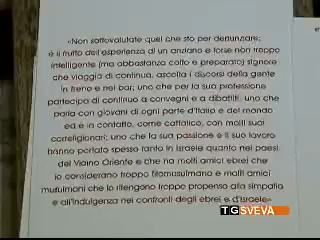 «Non sottovalutate quel che sto per denunziare:
è il frutto dell'esperienza di un anziano e forse non troppo
intelligente (ma abbastanza colto e preparato) signore
che viaggia di continuo, ascolta i discorsi della gente
in treno e nei bar; uno che per la sua professione
partecipa di continuo a convegni e a dibattiti; uno che
parla con giovani di ogni parte d'Italia e del mondo
ed è in contatto, come cattolico, con molti suoi
correligionari; uno che la sua passione e il suo lavoro
hanno portato spesso tanto in Israele quanto nei paesi
del Vicino Oriente e che ha molti amici ebrei che
lo considerano troppo filomusulmano e molti amici
musulmani che lo ritengono troppo propenso alla simpatia
e all'indulgenza nei confronti degli ebrei e d'Israele»
TGSVEVA